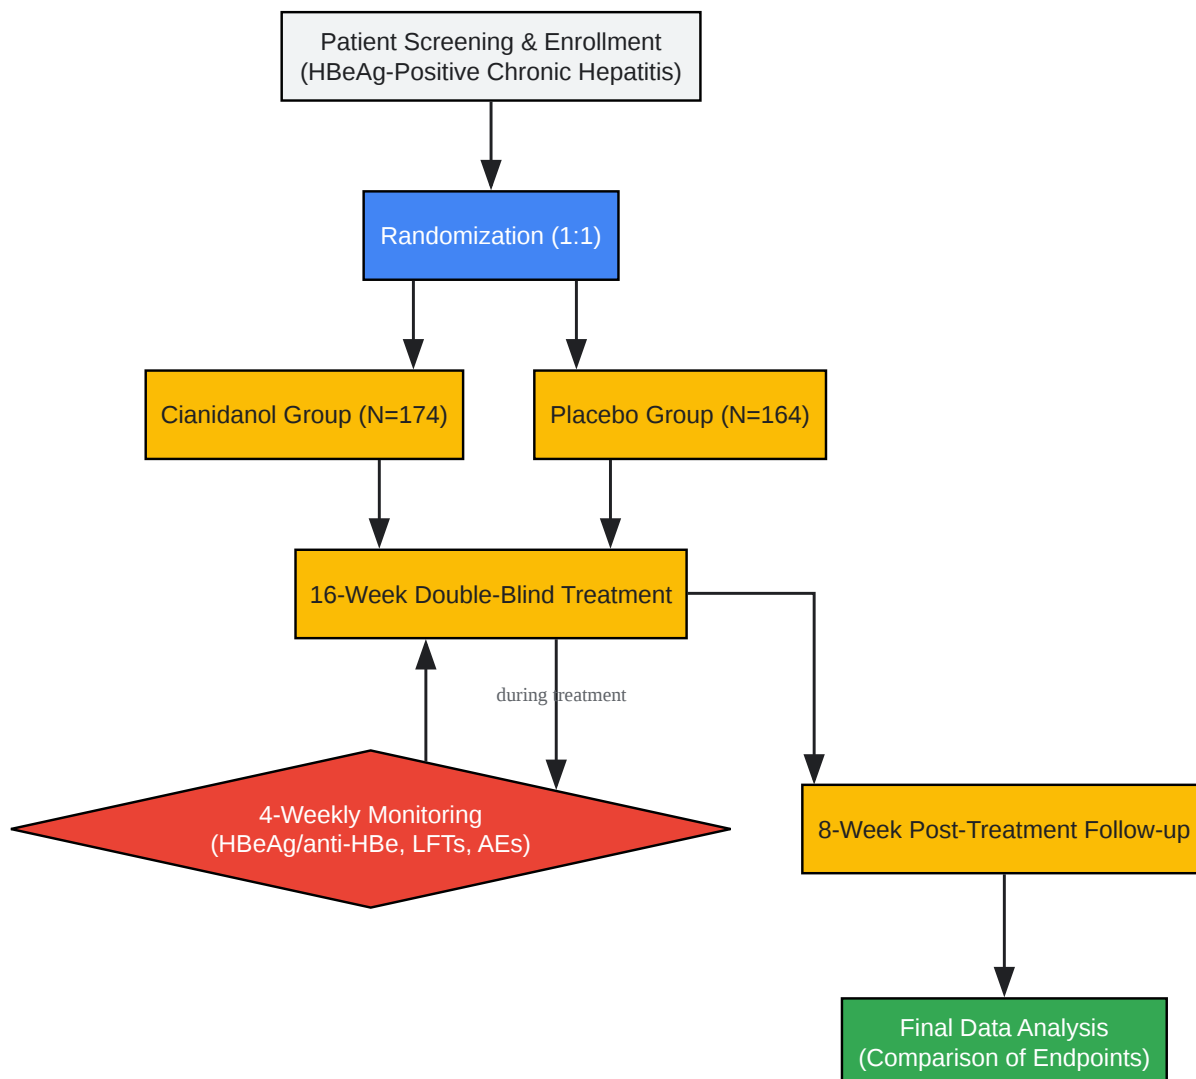 Patient Screening & Enrollment
(HBeAg-Positive Chronic Hepatitis)
Randomization (1:1)
Cianidanol Group (N=174)
Placebo Group (N=164)
16-Week Double-Blind Treatment
during treatment
4-Weekly Monitoring
(HBeAg/anti-HBe, LFTs, AEs)
8-Week Post-Treatment Follow-up
Final Data Analysis
(Comparison of Endpoints)